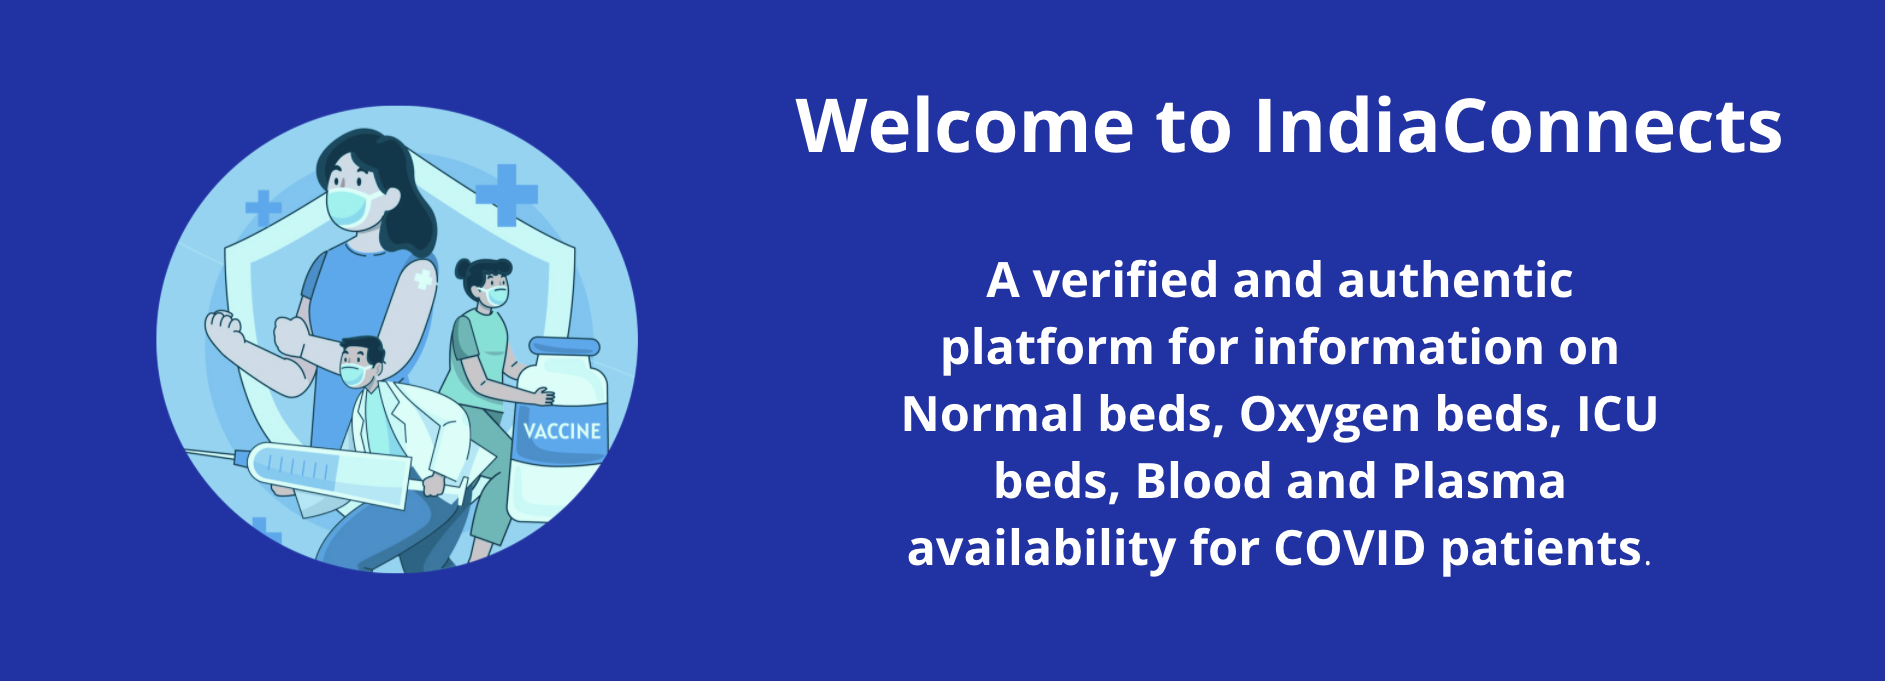 Welcome to IndiaConnects
A verified and authentic
platform for information on
Normal beds, Oxygen beds, ICU
beds, Blood and Plasma
availability for COVID patients.
VACCINE